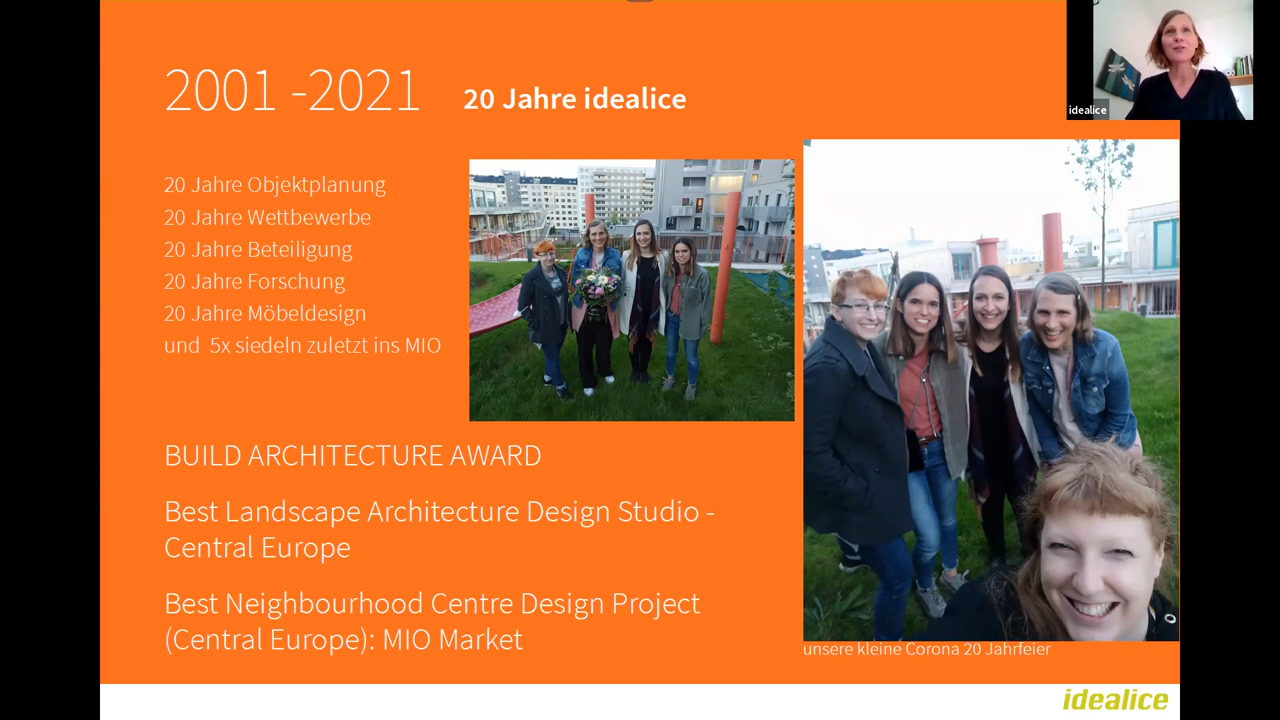 2001 -2021
20 Jahre idealice
idealice
20 Jahre Objektplanung
20 Jahre Wettbewerbe
20 Jahre Beteiligung
20 Jahre Forschung
20 Jahre Möbeldesign
und  5x siedeln zuletzt ins MIO
BUILD ARCHITECTURE AWARD
Best Landscape Architecture Design Studio -
Central Europe
Best Neighbourhood Centre Design Project
(Central Europe): MIO Market
unsere kleine Corona 20 Jahrfeier
idealice